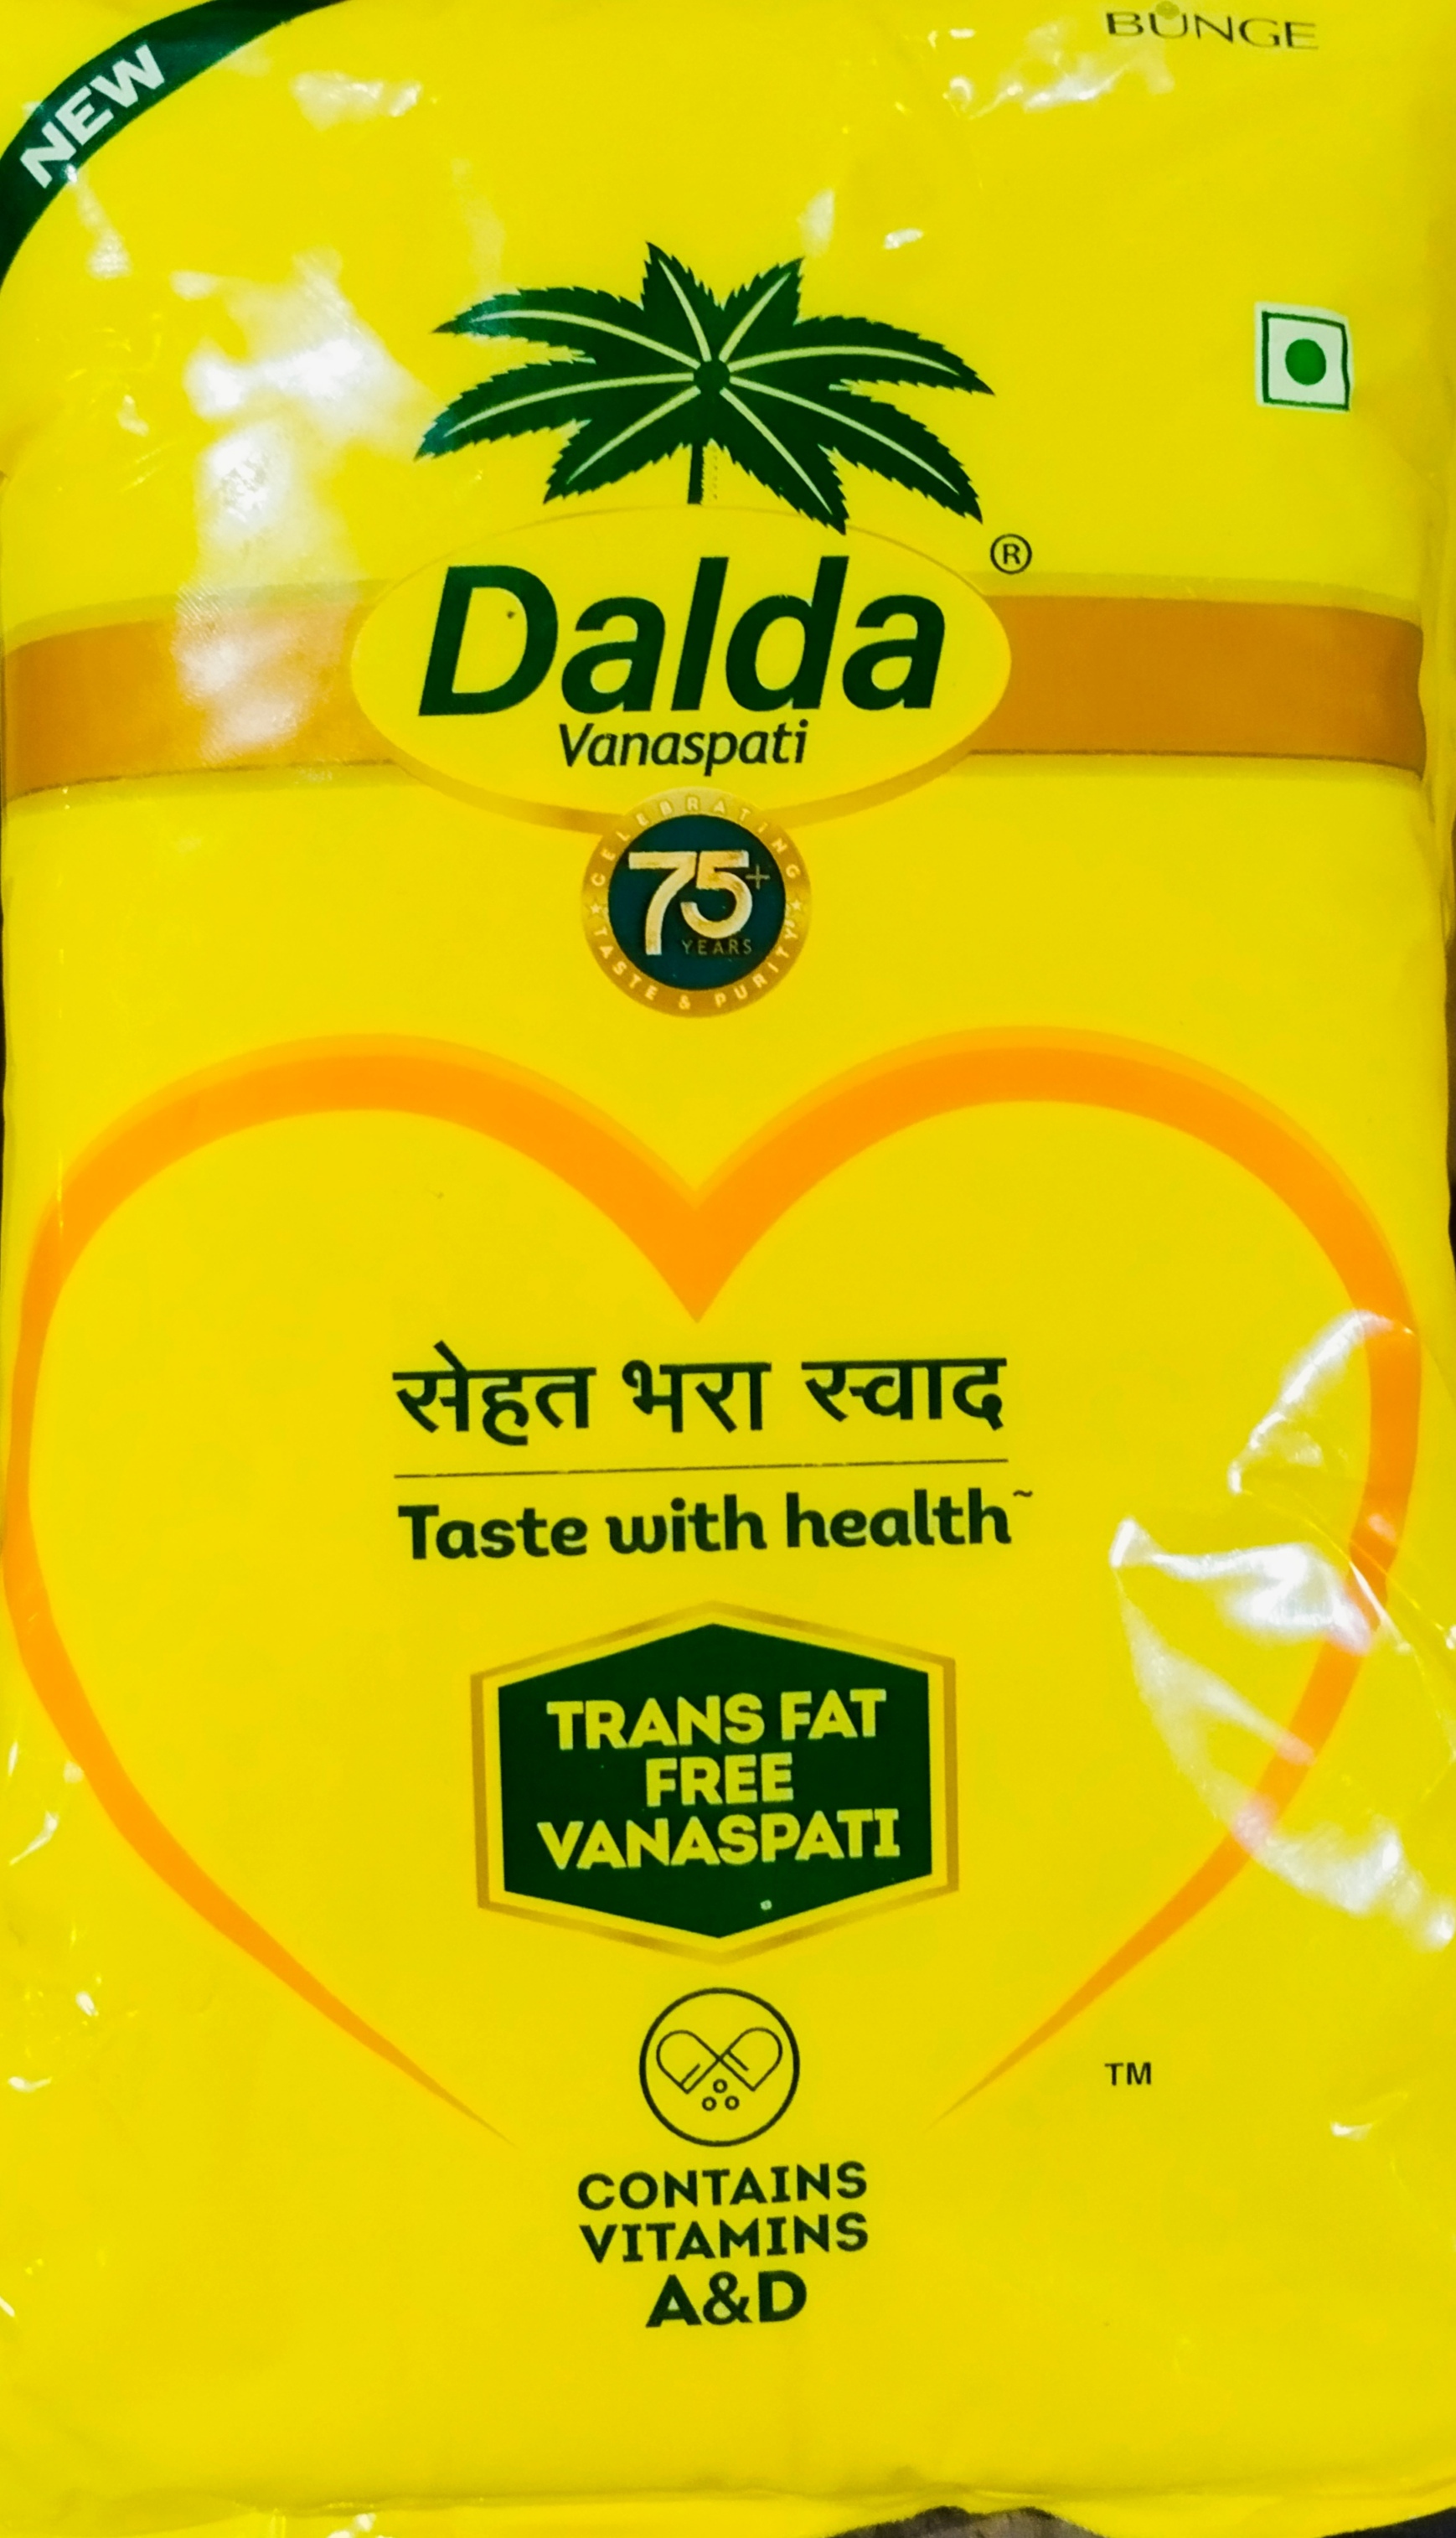 NEW
BUNGE
Dalda ®
Vanaspati
CELEBRATING
75+
YEARS
TASTE & PURITY
सेहत भरा स्वाद
Taste with health~
TRANS FAT
FREE
VANASPATI
TM
CONTAINS
VITAMINS
A&D